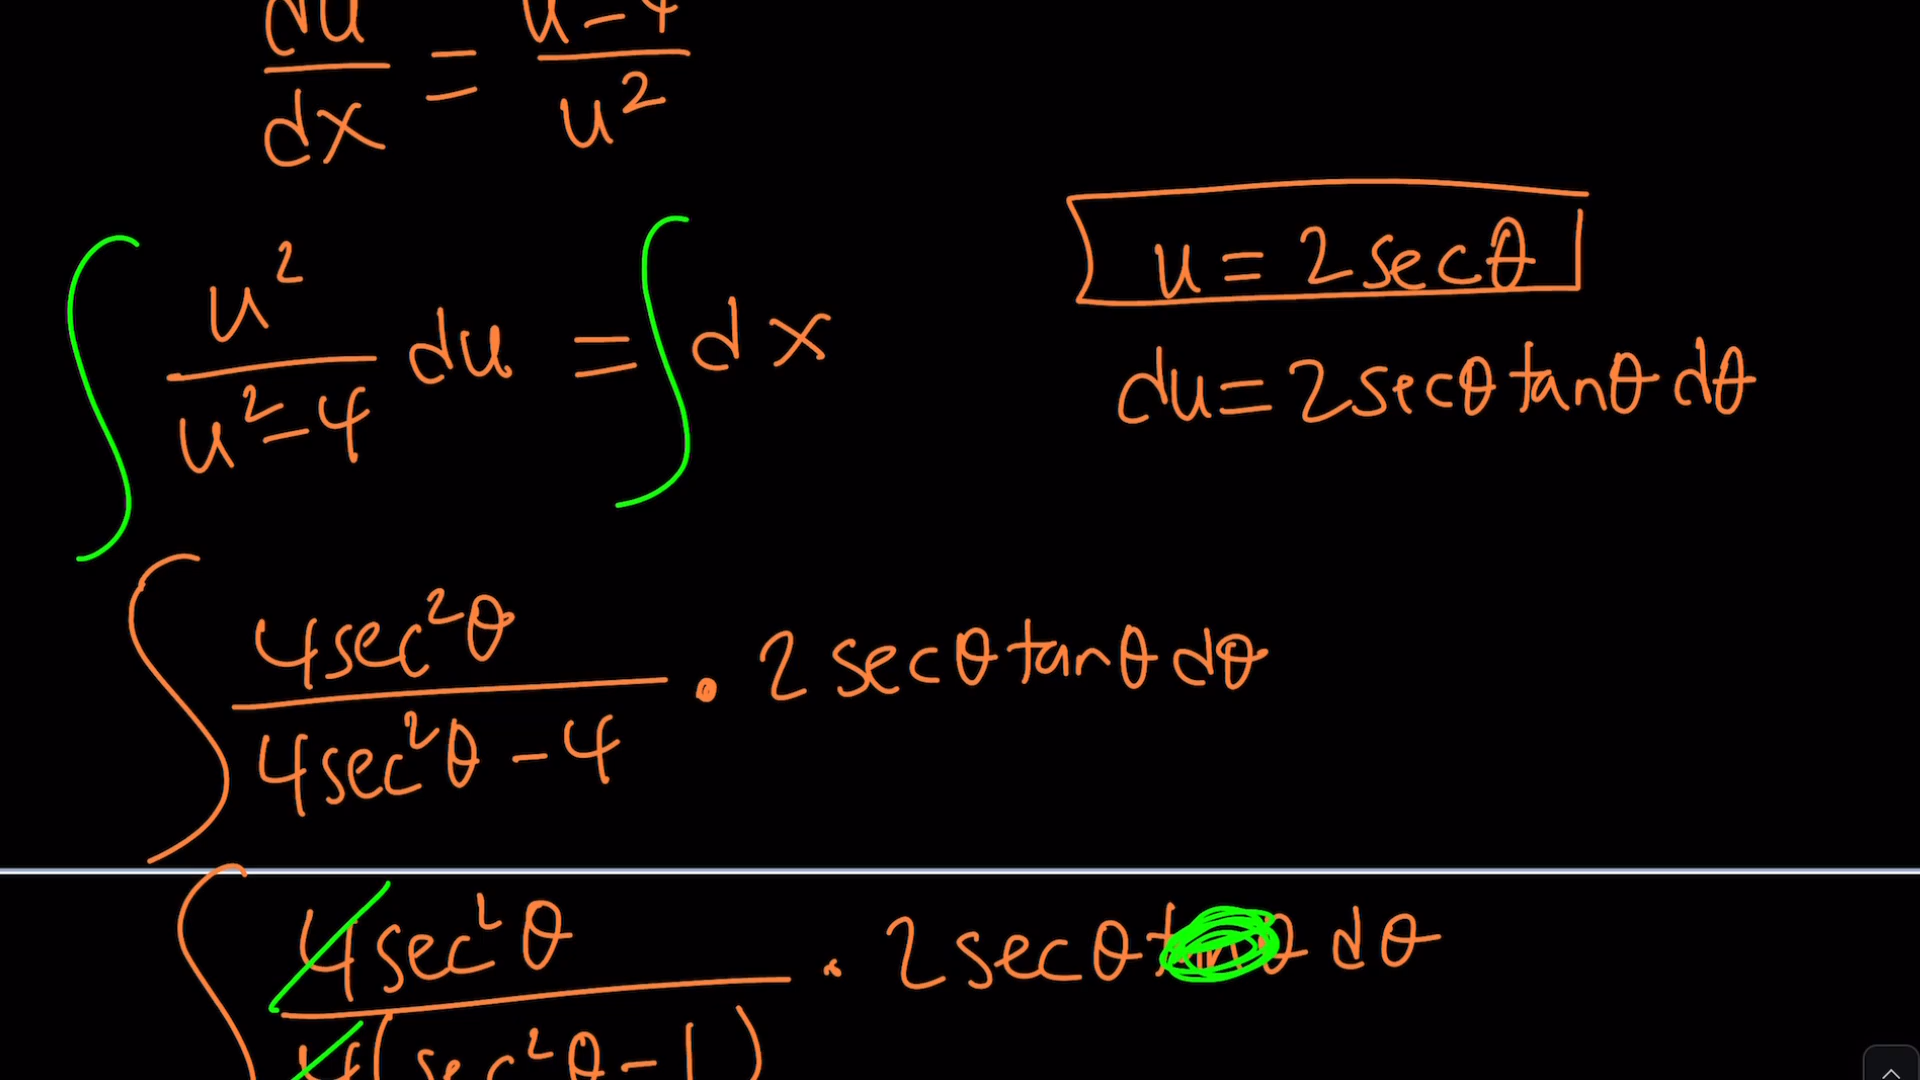 du/dx = u-4/u²
u = 2secθ
∫ u²/u²-4 du = ∫ dx
du = 2secθ tanθ dθ
∫ 4sec²θ/4sec²θ - 4 · 2secθ tanθ dθ
∫ 4sec²θ/4(sec²θ - 1) · 2secθ tanθ dθ